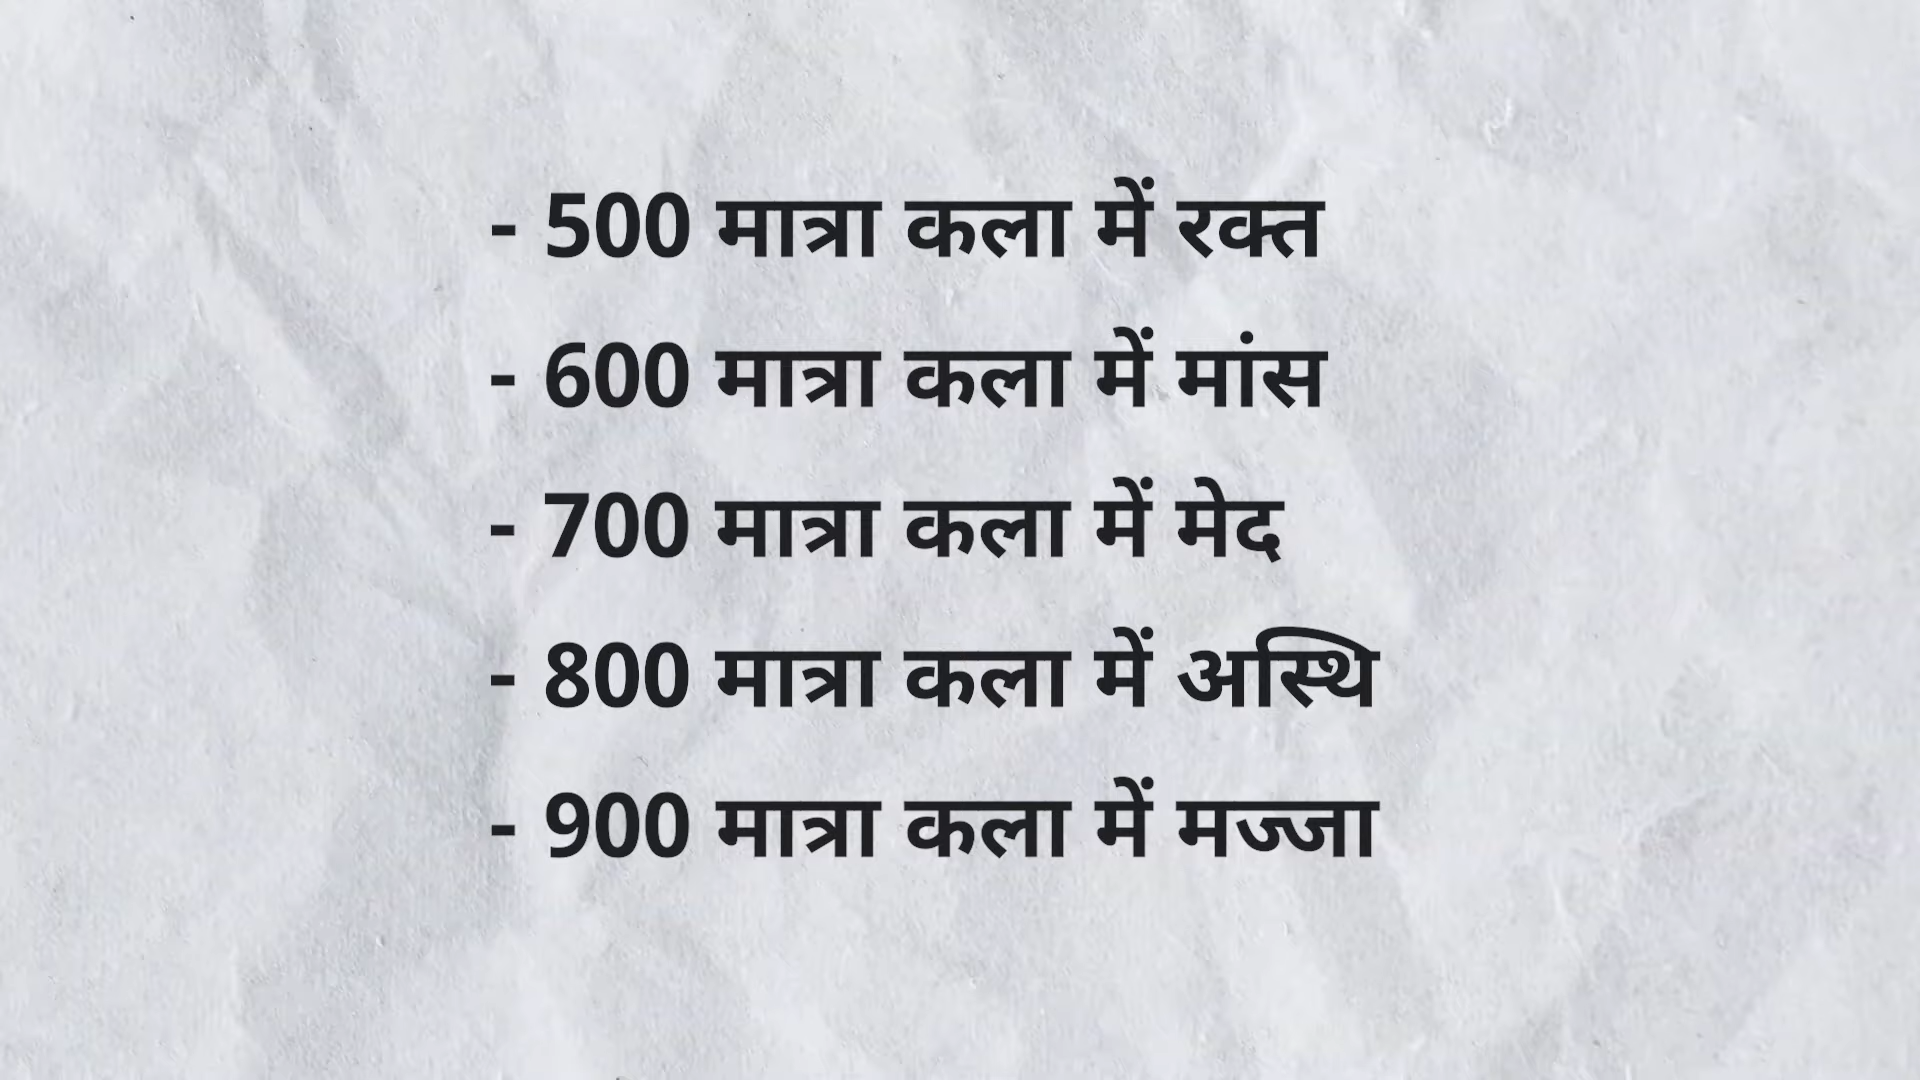 - 500 मात्रा कला में रक्त
- 600 मात्रा कला में मांस
- 700 मात्रा कला में मेद
- 800 मात्रा कला में अस्थि
- 900 मात्रा कला में मज्जा